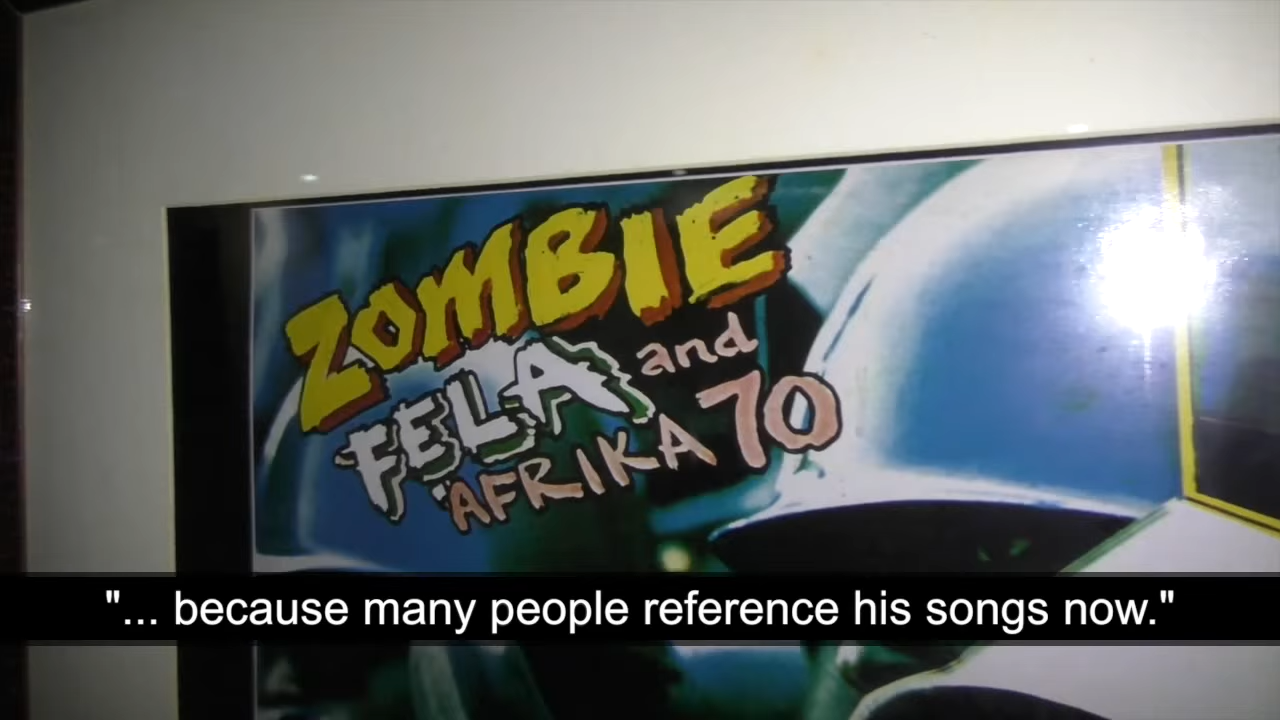 ZOMBIE
FELA and
AFRIKA 70
"... because many people reference his songs now."